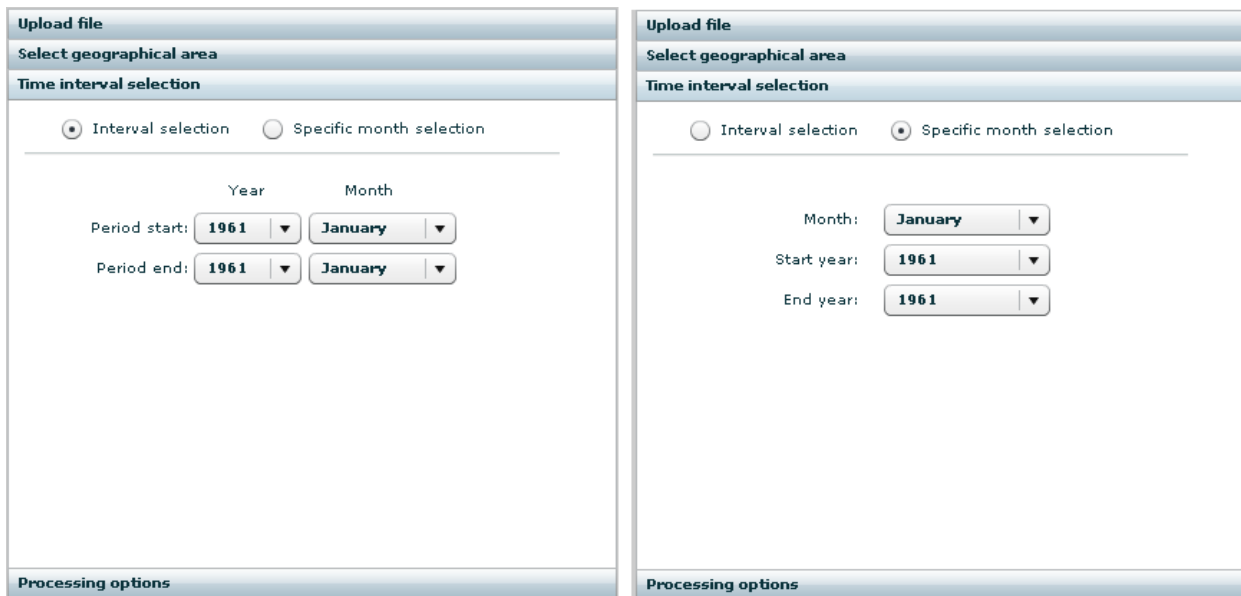 Upload file
Select geographical area
Time interval selection
Interval selection Specific month selection
Year Month
Period start: 1961 January
Period end: 1961 January
Processing options
Upload file
Select geographical area
Time interval selection
Interval selection Specific month selection
Month: January
Start year: 1961
End year: 1961
Processing options